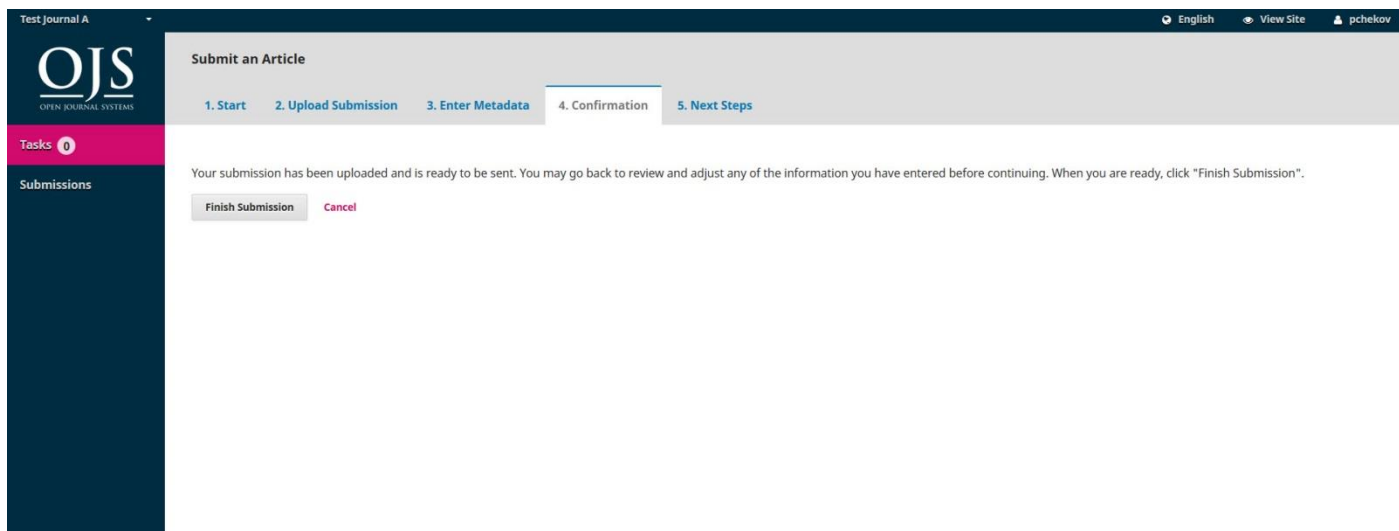 Test Journal A
English View Site pchekov
OJS
OPEN JOURNAL SYSTEMS
Tasks 0
Submissions
Submit an Article
1. Start 2. Upload Submission 3. Enter Metadata 4. Confirmation 5. Next Steps
Your submission has been uploaded and is ready to be sent. You may go back to review and adjust any of the information you have entered before continuing. When you are ready, click "Finish Submission".
Finish Submission Cancel